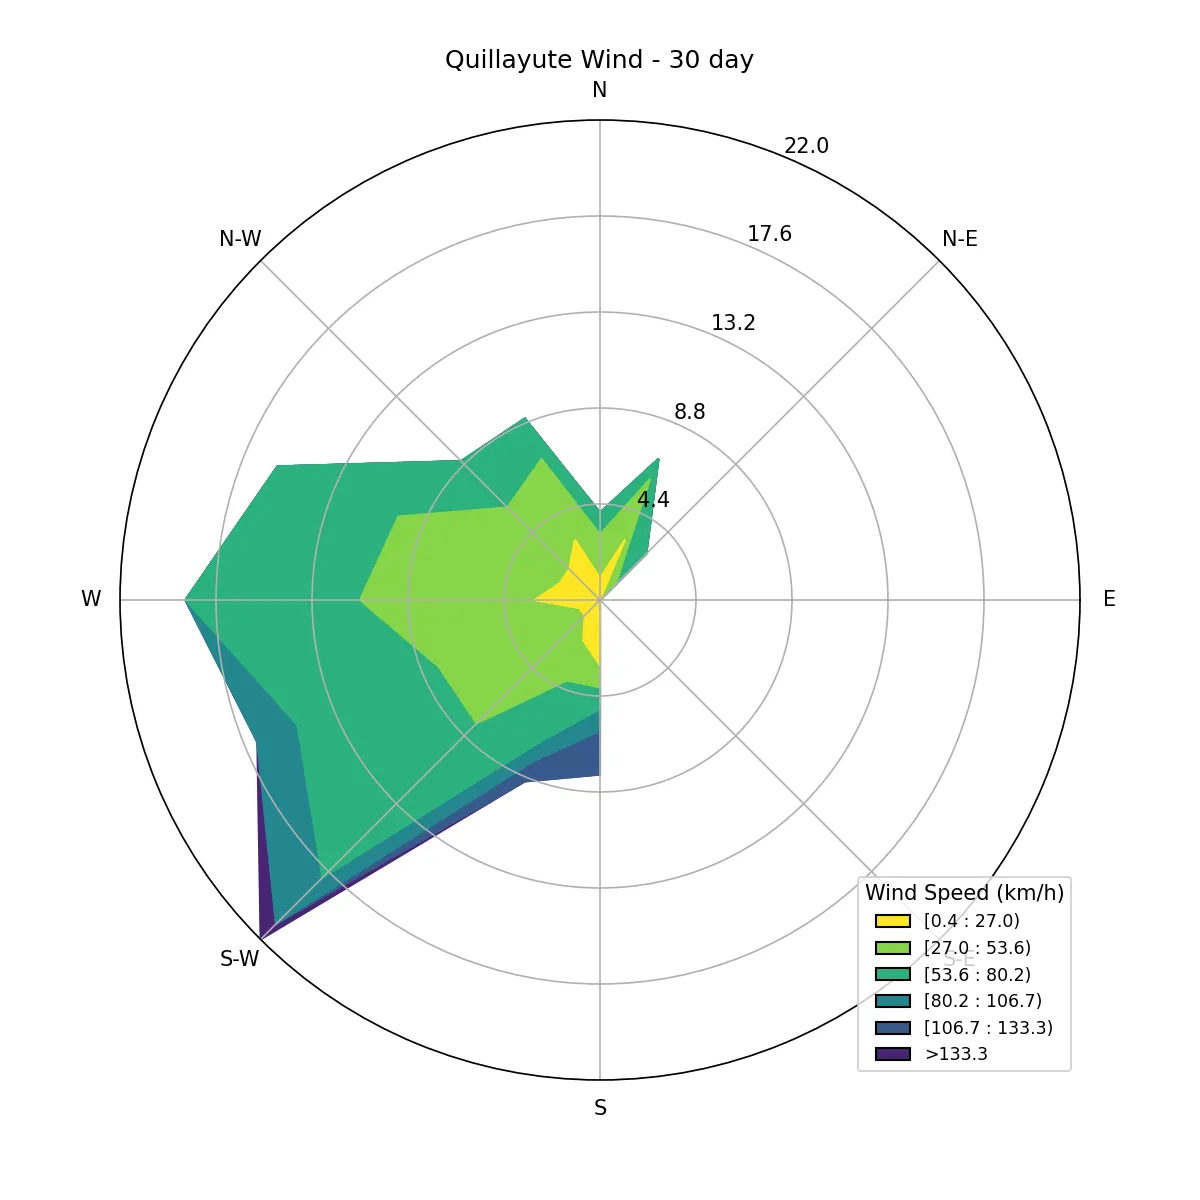 Quillayute Wind - 30 day
N
22.0
17.6
N-W
N-E
13.2
8.8
4.4
W
E
S-W
S-E
S
Wind Speed (km/h)
[0.4 : 27.0)
[27.0 : 53.6)
[53.6 : 80.2)
[80.2 : 106.7)
[106.7 : 133.3)
>133.3